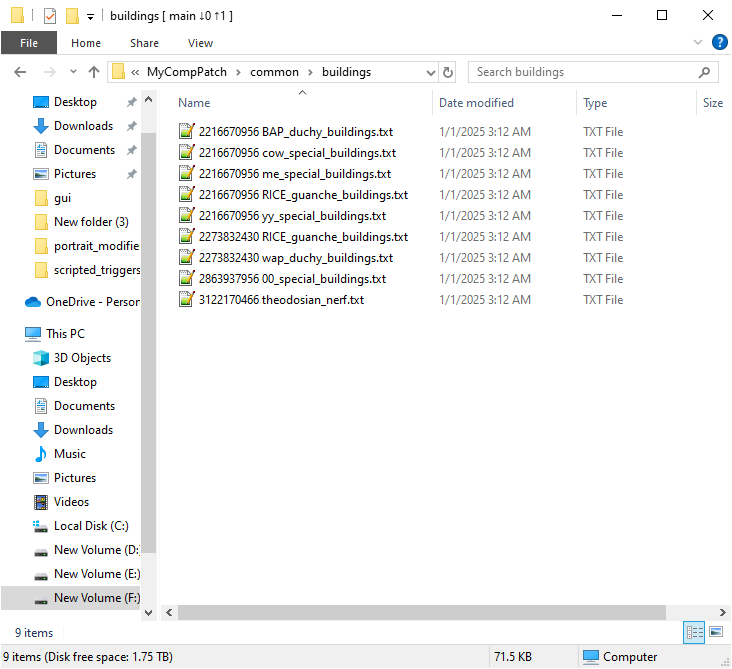 buildings [ main ↓0 ↑1 ]
File Home Share View
« MyCompPatch › common › buildings
Search buildings
Name Date modified Type Size
Desktop
Downloads
Documents
Pictures
gui
New folder (3)
portrait_modifie
scripted_triggers
OneDrive - Person
This PC
3D Objects
Desktop
Documents
Downloads
Music
Pictures
Videos
Local Disk (C:)
New Volume (D:
New Volume (E:)
New Volume (F:)
2216670956 BAP_duchy_buildings.txt 1/1/2025 3:12 AM TXT File
2216670956 cow_special_buildings.txt 1/1/2025 3:12 AM TXT File
2216670956 me_special_buildings.txt 1/1/2025 3:12 AM TXT File
2216670956 RICE_guanche_buildings.txt 1/1/2025 3:12 AM TXT File
2216670956 yy_special_buildings.txt 1/1/2025 3:12 AM TXT File
2273832430 RICE_guanche_buildings.txt 1/1/2025 3:12 AM TXT File
2273832430 wap_duchy_buildings.txt 1/1/2025 3:12 AM TXT File
2863937956 00_special_buildings.txt 1/1/2025 3:12 AM TXT File
3122170466 theodosian_nerf.txt 1/1/2025 3:12 AM TXT File
9 items
9 items (Disk free space: 1.75 TB) 71.5 KB Computer